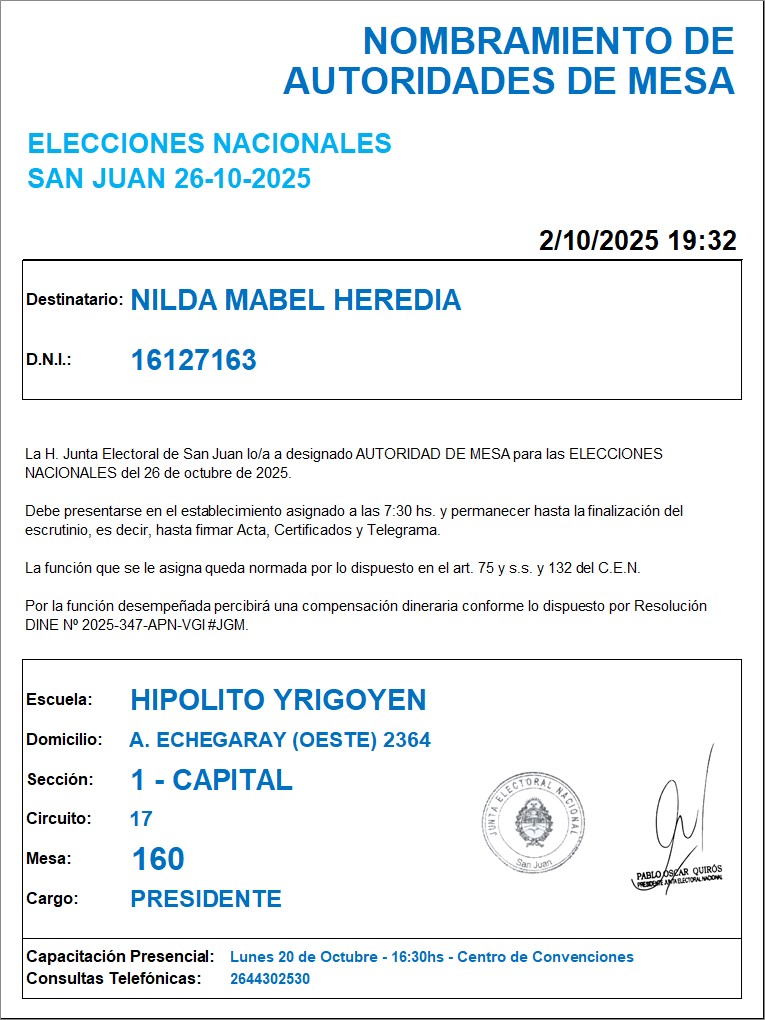 NOMBRAMIENTO DE
AUTORIDADES DE MESA
ELECCIONES NACIONALES
SAN JUAN 26-10-2025
2/10/2025 19:32
Destinatario: NILDA MABEL HEREDIA
D.N.I.: 16127163
La H. Junta Electoral de San Juan lo/a a designado AUTORIDAD DE MESA para las ELECCIONES
NACIONALES del 26 de octubre de 2025.
Debe presentarse en el establecimiento asignado a las 7:30 hs. y permanecer hasta la finalización del
escrutinio, es decir, hasta firmar Acta, Certificados y Telegrama.
La función que se le asigna queda normada por lo dispuesto en el art. 75 y s.s. y 132 del C.E.N.
Por la función desempeñada percibirá una compensación dineraria conforme lo dispuesto por Resolución
DINE Nº 2025-347-APN-VGI#JGM.
Escuela: HIPOLITO YRIGOYEN
Domicilio: A. ECHEGARAY (OESTE) 2364
Sección: 1 - CAPITAL
Circuito: 17
Mesa: 160
Cargo: PRESIDENTE
JUNTA ELECTORAL NACIONAL
San Juan
PABLO OSCAR QUIRÓS
PRESIDENTE JUNTA ELECTORAL NACIONAL
Capacitación Presencial: Lunes 20 de Octubre - 16:30hs - Centro de Convenciones
Consultas Telefónicas: 2644302530